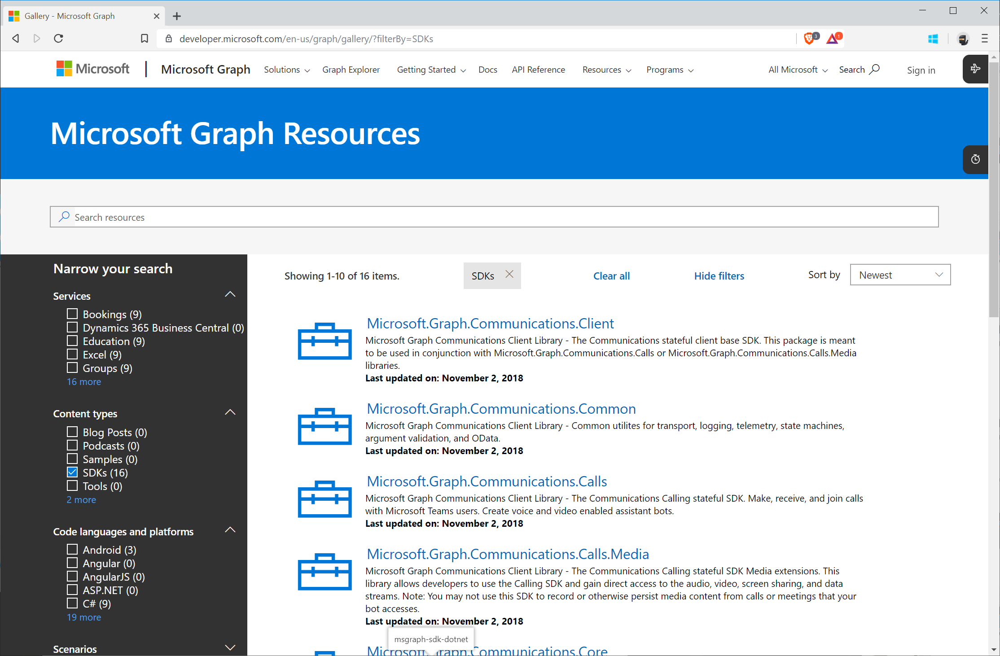 Gallery - Microsoft Graph
developer.microsoft.com/en-us/graph/gallery/?filterBy=SDKs
3
1
Microsoft
Microsoft Graph
Solutions
Graph Explorer
Getting Started
Docs
API Reference
Resources
Programs
All Microsoft
Search
Sign in
Microsoft Graph Resources
Search resources
Narrow your search
Services
Bookings (9)
Dynamics 365 Business Central (0)
Education (9)
Excel (9)
Groups (9)
16 more
Content types
Blog Posts (0)
Podcasts (0)
Samples (0)
SDKs (16)
Tools (0)
2 more
Code languages and platforms
Android (3)
Angular (0)
AngularJS (0)
ASP.NET (0)
C# (9)
19 more
Scenarios
Showing 1-10 of 16 items.
SDKs
Clear all
Hide filters
Sort by
Newest
Microsoft.Graph.Communications.Client
Microsoft Graph Communications Client Library - The Communications stateful client base SDK. This package is meant
to be used in conjunction with Microsoft.Graph.Communications.Calls or Microsoft.Graph.Communications.Calls.Media
libraries.
Last updated on: November 2, 2018
Microsoft.Graph.Communications.Common
Microsoft Graph Communications Client Library - Common utilites for transport, logging, telemetry, state machines,
argument validation, and OData.
Last updated on: November 2, 2018
Microsoft.Graph.Communications.Calls
Microsoft Graph Communications Client Library - The Communications Calling stateful SDK. Make, receive, and join calls
with Microsoft Teams users. Create voice and video enabled assistant bots.
Last updated on: November 2, 2018
Microsoft.Graph.Communications.Calls.Media
Microsoft Graph Communications Client Library - The Communications Calling stateful SDK Media extensions. This
library allows developers to use the Calling SDK and gain direct access to the audio, video, screen sharing, and data
streams. Note: You may not use this SDK to record or otherwise persist media content from calls or meetings that your
bot accesses.
Last updated on: November 2, 2018
msgraph-sdk-dotnet
Microsoft.Graph.Communications.Core